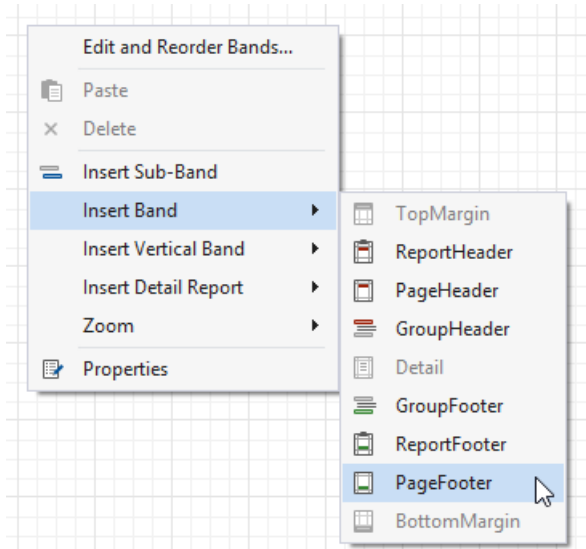 Edit and Reorder Bands...
Paste
Delete
Insert Sub-Band
Insert Band
Insert Vertical Band
Insert Detail Report
Zoom
Properties
TopMargin
ReportHeader
PageHeader
GroupHeader
Detail
GroupFooter
ReportFooter
PageFooter
BottomMargin